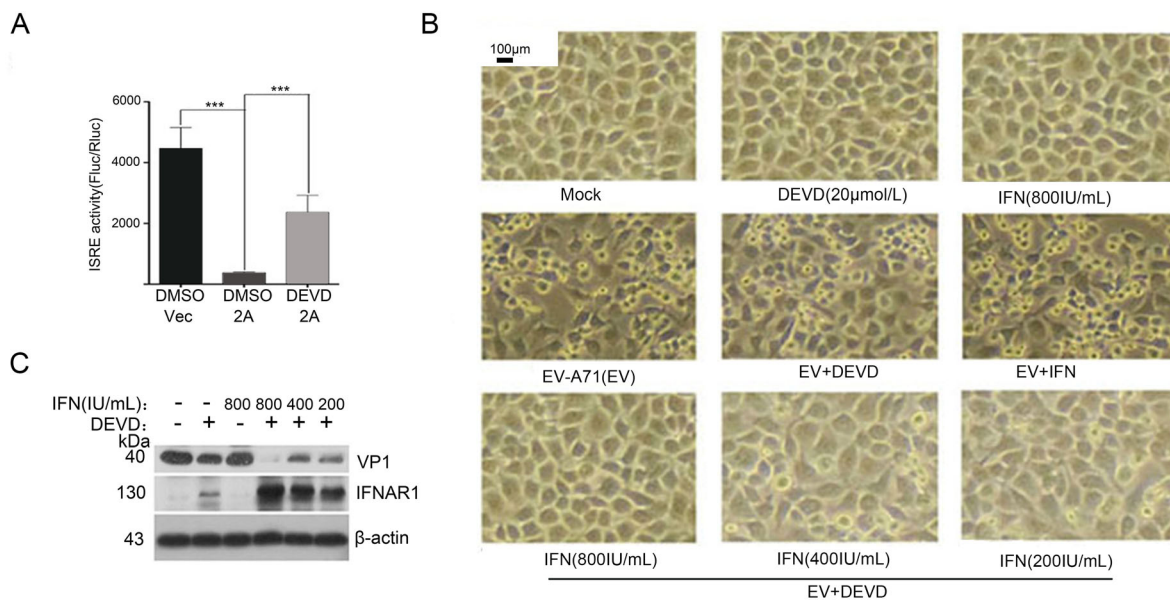 A
6000
4000
2000
ISRE activity(Fluc/Rluc)
***
***
DMSO
Vec
DMSO
2A
DEVD
2A
B
100μm
Mock
DEVD(20μmol/L)
IFN(800IU/mL)
EV-A71(EV)
EV+DEVD
EV+IFN
IFN(800IU/mL)
IFN(400IU/mL)
IFN(200IU/mL)
EV+DEVD
C
IFN(IU/mL): - - 800 800 400 200
DEVD: - + - + + +
kDa
40 VP1
130 IFNAR1
43 β-actin